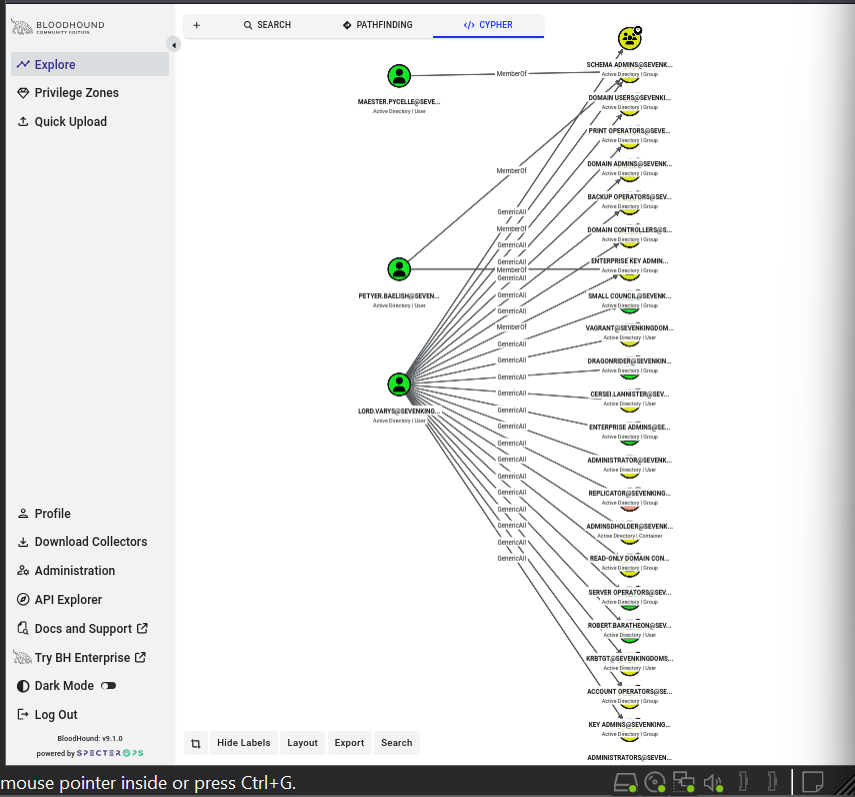 BLOODHOUND
COMMUNITY EDITION
Explore
Privilege Zones
Quick Upload
Profile
Download Collectors
Administration
API Explorer
Docs and Support
Try BH Enterprise
Dark Mode
Log Out
BloodHound: v9.1.0
powered by SPECTEROPS
+
SEARCH
PATHFINDING
</> CYPHER
MAESTER.PYCELLE@SEVE...
Active Directory | User
PETYER.BAELISH@SEVEN...
Active Directory | User
LORD.VARYS@SEVENKING...
Active Directory | User
MemberOf
MemberOf
GenericAll
MemberOf
GenericAll
GenericAll
MemberOf
GenericAll
GenericAll
GenericAll
MemberOf
GenericAll
GenericAll
GenericAll
GenericAll
GenericAll
GenericAll
GenericAll
GenericAll
GenericAll
GenericAll
GenericAll
GenericAll
GenericAll
SCHEMA ADMINS@SEVENK...
Active Directory | Group
DOMAIN USERS@SEVENKI...
Active Directory | Group
PRINT OPERATORS@SEVE...
Active Directory | Group
DOMAIN ADMINS@SEVENK...
Active Directory | Group
BACKUP OPERATORS@SEV...
Active Directory | Group
DOMAIN CONTROLLERS@S...
Active Directory | Group
ENTERPRISE KEY ADMIN...
Active Directory | Group
SMALL COUNCIL@SEVENK...
Active Directory | Group
VAGRANT@SEVENKINGDOM...
Active Directory | User
DRAGONRIDER@SEVENKIN...
Active Directory | Group
CERSEI.LANNISTER@SEV...
Active Directory | User
ENTERPRISE ADMINS@SE...
Active Directory | Group
ADMINISTRATOR@SEVENK...
Active Directory | User
REPLICATOR@SEVENKING...
Active Directory | Group
ADMINSDHOLDER@SEVENK...
Active Directory | Container
READ-ONLY DOMAIN CON...
Active Directory | Group
SERVER OPERATORS@SEV...
Active Directory | Group
ROBERT.BARATHEON@SEV...
Active Directory | User
KRBTGT@SEVENKINGDOMS...
Active Directory | User
ACCOUNT OPERATORS@SE...
Active Directory | Group
KEY ADMINS@SEVENKING...
Active Directory | Group
ADMINISTRATORS@SEVEN...
Hide Labels
Layout
Export
Search
mouse pointer inside or press Ctrl+G.